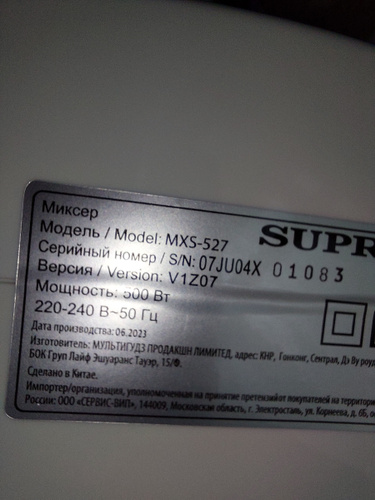 Миксер
SUPR
Модель / Model: MXS-527
Серийный номер / S/N: 07JU04X 01083
Версия / Version: V1Z07
Мощность: 500 Вт
220-240 В~50 Гц
Дата производства: 06.2023
Изготовитель: МУЛЬТИГУДЗ ПРОДАКШН ЛИМИТЕД, адрес: КНР, Гонконг, Сентрал, Дэ Ву роуд
БОК Груп Лайф Эшуаранс Тауэр, 15/Ф.
Сделано в Китае.
Импортер/организация, уполномоченная на принятие претензий от покупателей на территор
России: ООО «СЕРВИС-ВИП», 144009, Московская область, г. Электросталь, ул. Корнеева, д. 6Б,